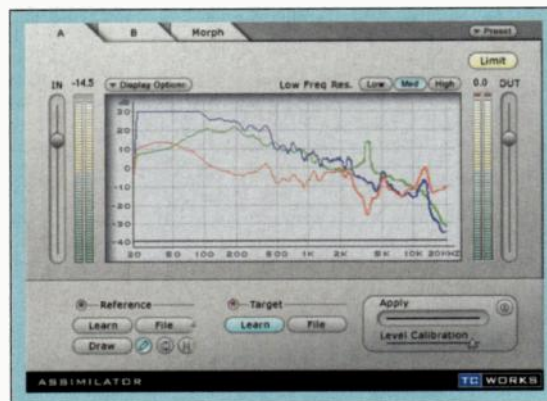 A B Morph Preset
Limit
IN -14.5 Display Options Low Freq Res. Low Med High 0.0 OUT
dB
30
20
10
0
-10
-20
-30
-40
20 50 100 200 500 1K 2K 5K 10K 20KHZ
Reference Target Apply
Learn File Learn File
Draw Level Calibration
ASSIMILATOR TC WORKS